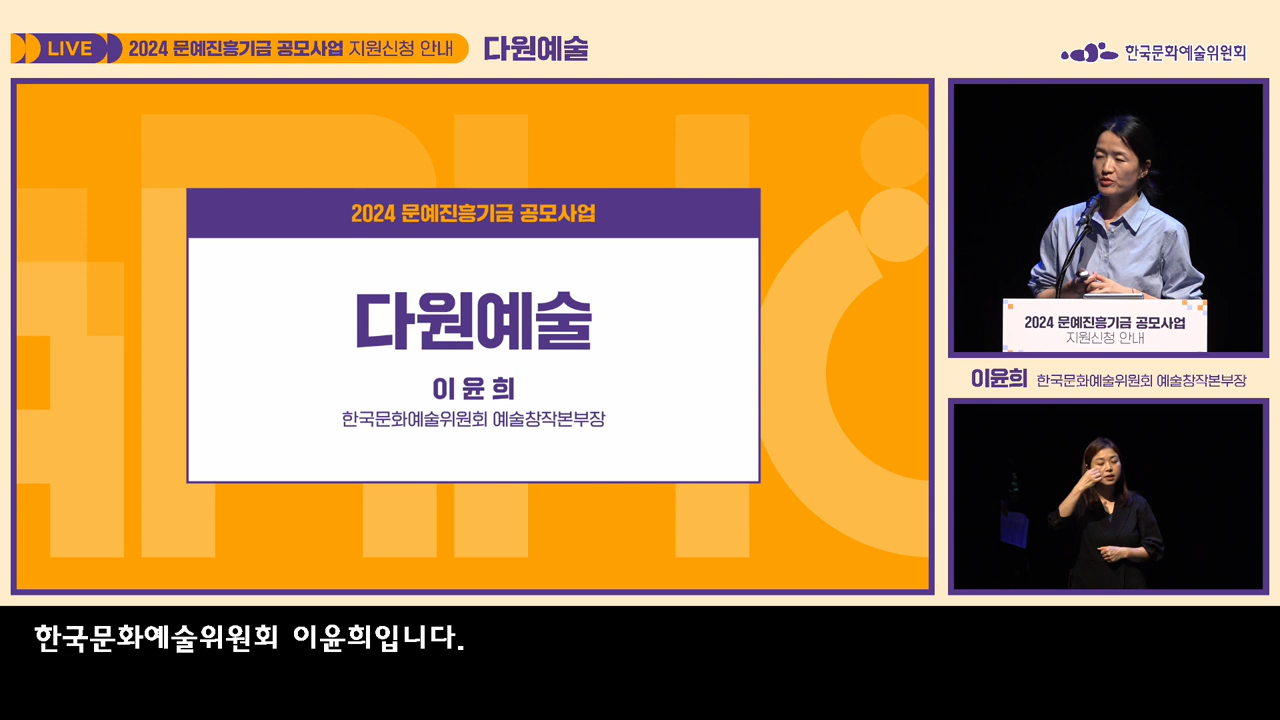 LIVE 2024 문예진흥기금 공모사업 지원신청 안내 다원예술
한국문화예술위원회
2024 문예진흥기금 공모사업
다원예술
이윤희
한국문화예술위원회 예술창작본부장
2024 문예진흥기금 공모사업
지원신청 안내
이윤희 한국문화예술위원회 예술창작본부장
한국문화예술위원회 이윤희입니다.